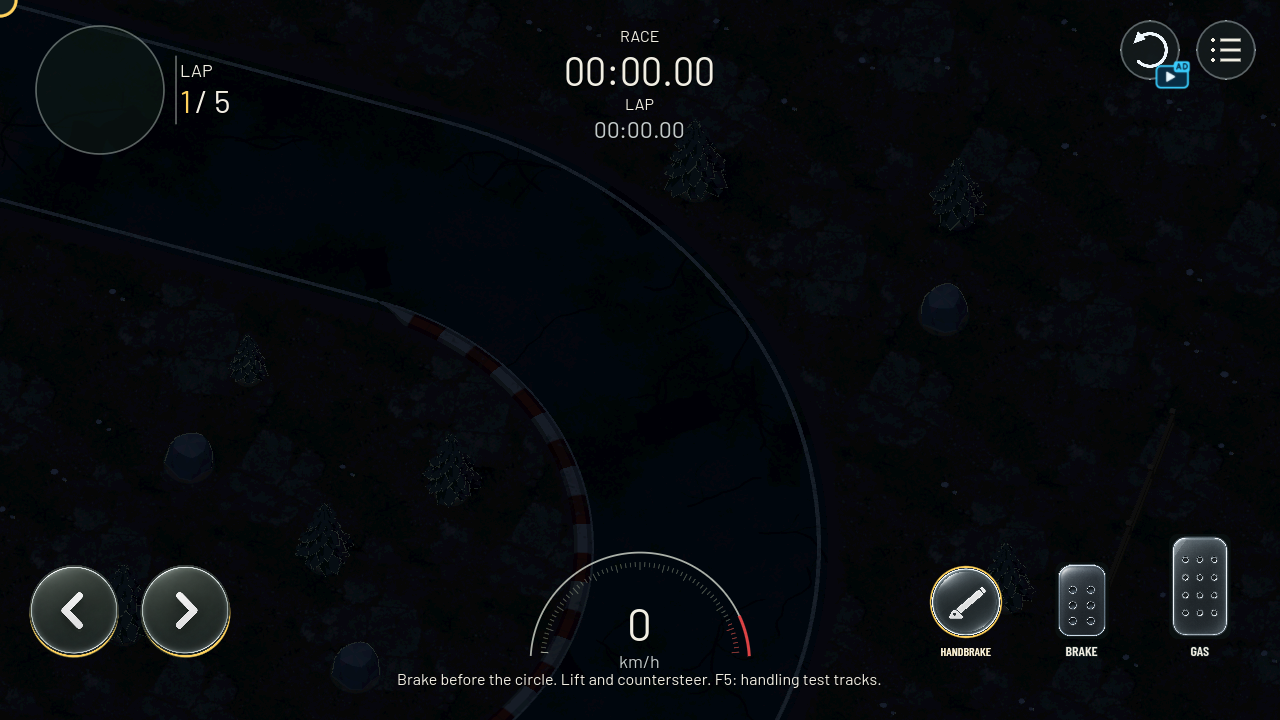 RACE
00:00.00
LAP
00:00.00
LAP
1/ 5
AD
0
km/h
HANDBRAKE
BRAKE
GAS
Brake before the circle. Lift and countersteer. F5: handling test tracks.